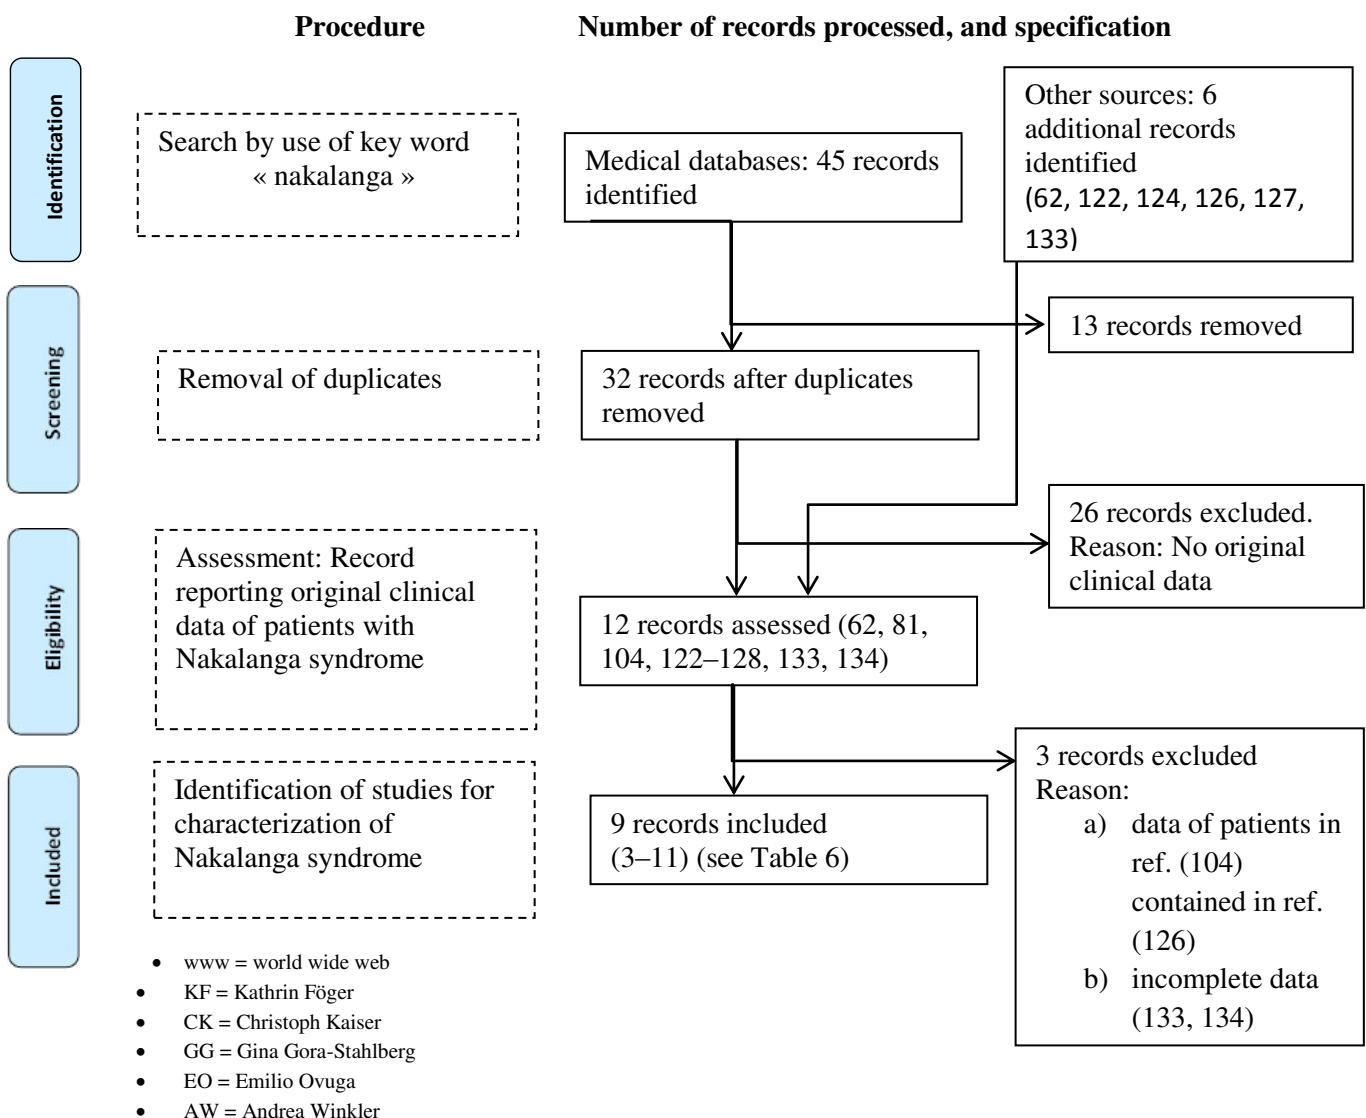 Procedure
Number of records processed, and specification
Identification
Search by use of key word
« nakalanga »
Medical databases: 45 records
identified
Other sources: 6
additional records
identified
(62, 122, 124, 126, 127,
133)
13 records removed
Screening
Removal of duplicates
32 records after duplicates
removed
26 records excluded.
Reason: No original
clinical data
Eligibility
Assessment: Record
reporting original clinical
data of patients with
Nakalanga syndrome
12 records assessed (62, 81,
104, 122–128, 133, 134)
3 records excluded
Reason:
a) data of patients in
ref. (104)
contained in ref.
(126)
b) incomplete data
(133, 134)
Included
Identification of studies for
characterization of
Nakalanga syndrome
9 records included
(3–11) (see Table 6)
• www = world wide web
• KF = Kathrin Föger
• CK = Christoph Kaiser
• GG = Gina Gora-Stahlberg
• EO = Emilio Ovuga
• AW = Andrea Winkler